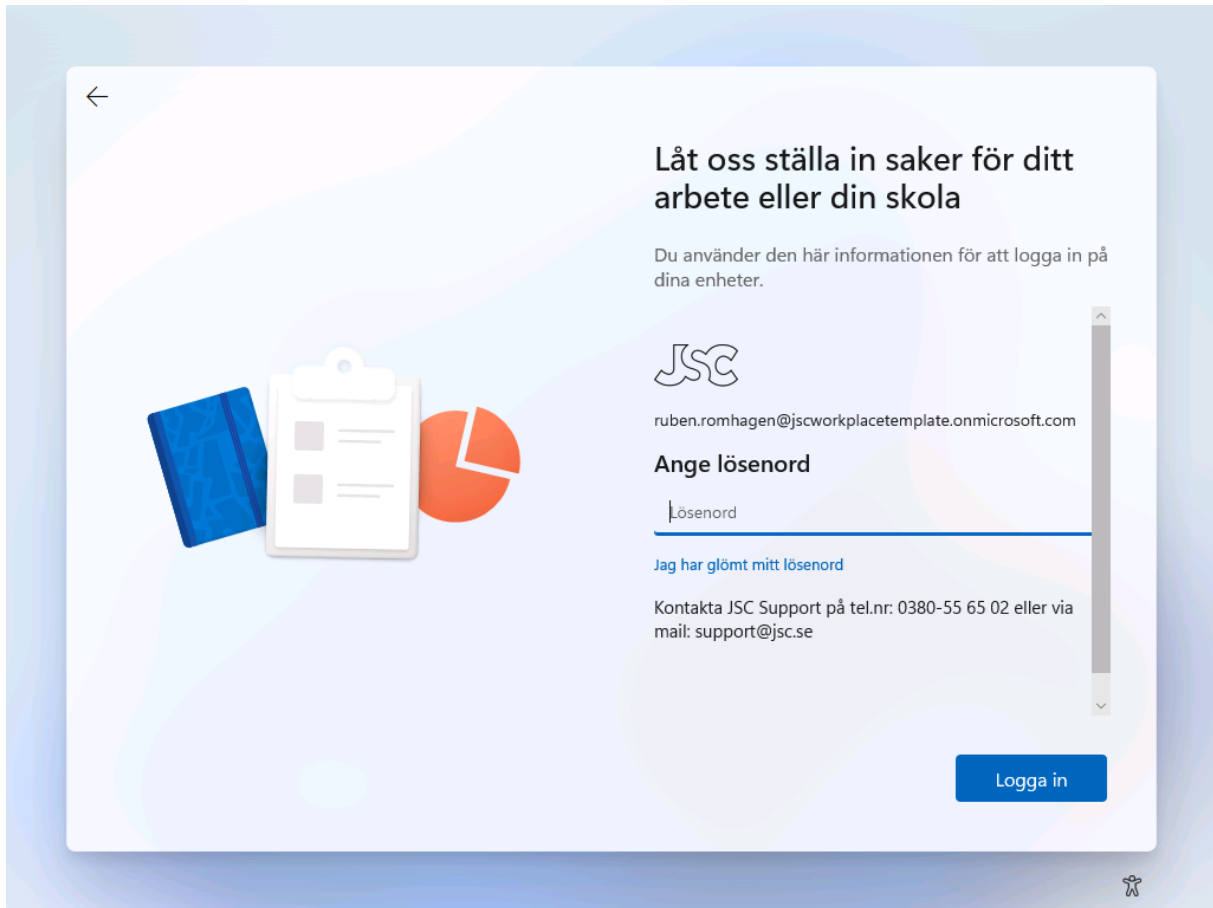 Låt oss ställa in saker för ditt
arbete eller din skola
Du använder den här informationen för att logga in på
dina enheter.
JSC
ruben.romhagen@jscworkplacetemplate.onmicrosoft.com
Ange lösenord
Lösenord
Jag har glömt mitt lösenord
Kontakta JSC Support på tel.nr: 0380-55 65 02 eller via
mail: support@jsc.se
Logga in